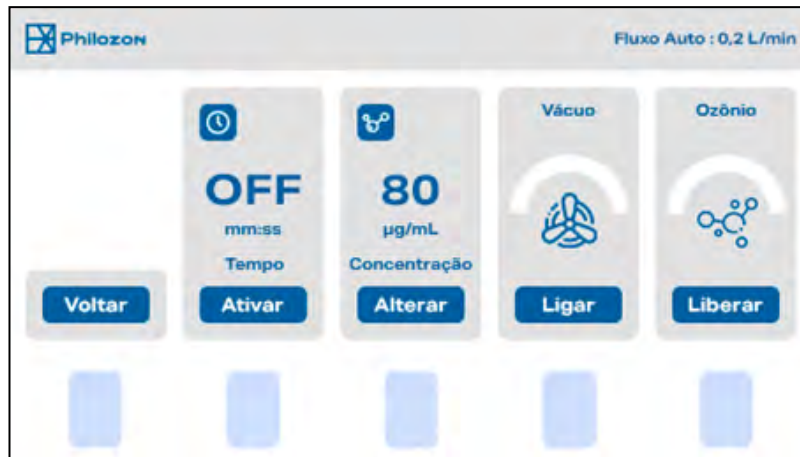 Philozon
Fluxo Auto : 0,2 L/min
OFF
mm:ss
Tempo
80
µg/mL
Concentração
Vácuo
Ozônio
Voltar
Ativar
Alterar
Ligar
Liberar